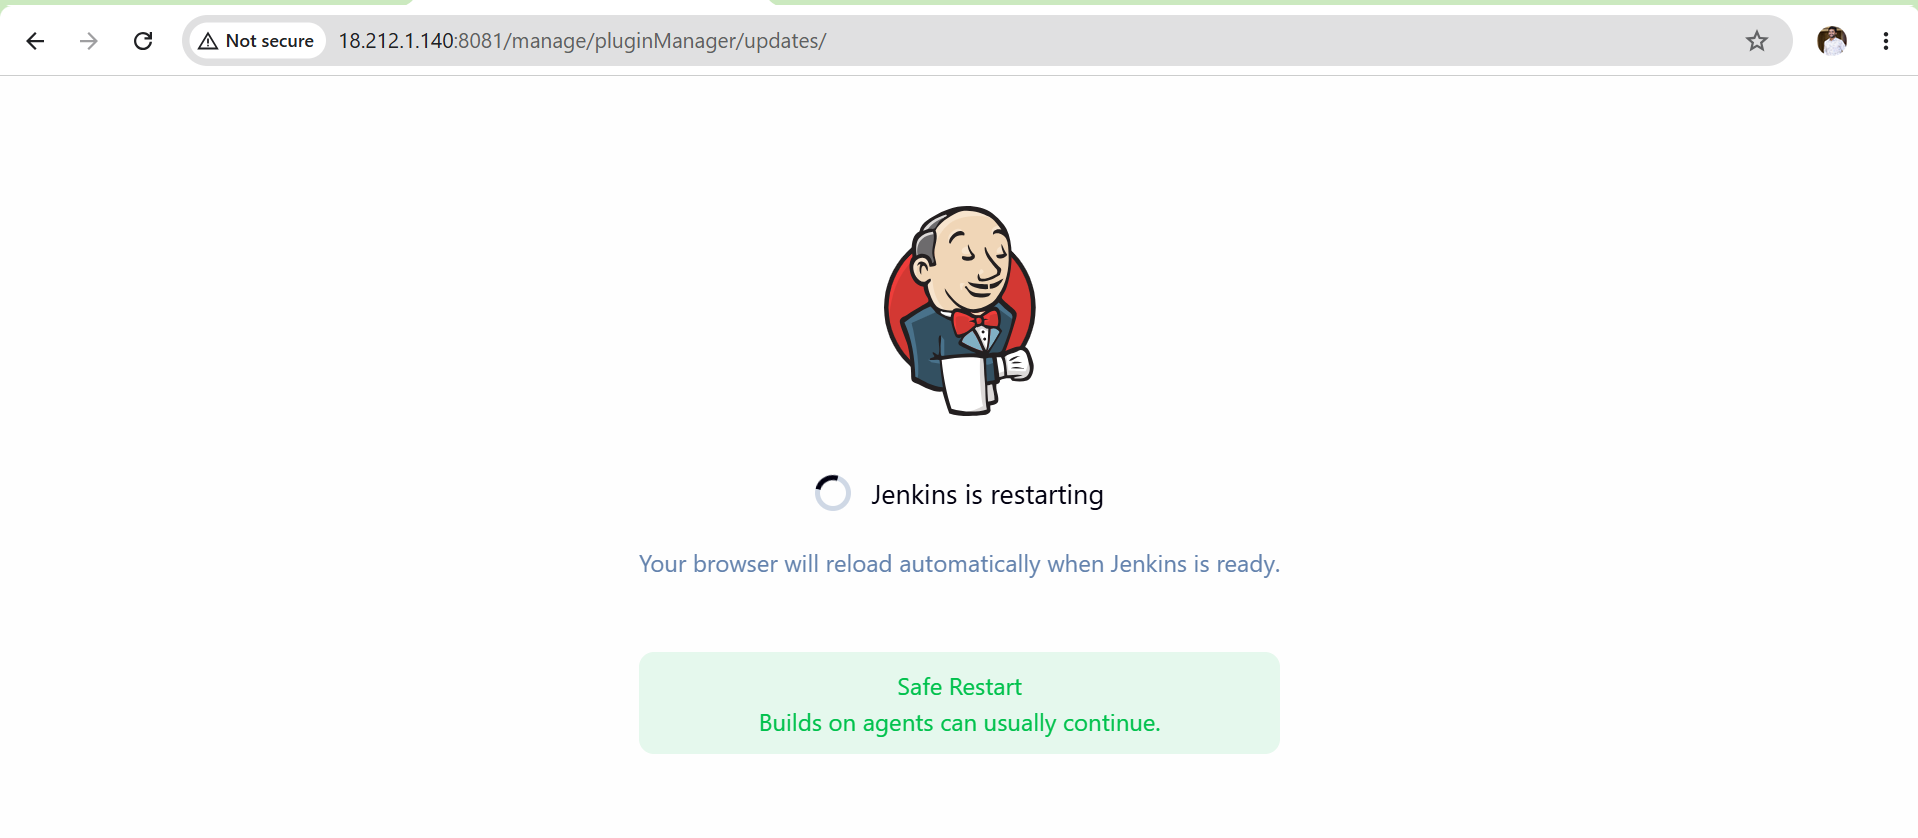 Not secure 18.212.1.140:8081/manage/pluginManager/updates/
Jenkins is restarting
Your browser will reload automatically when Jenkins is ready.
Safe Restart
Builds on agents can usually continue.